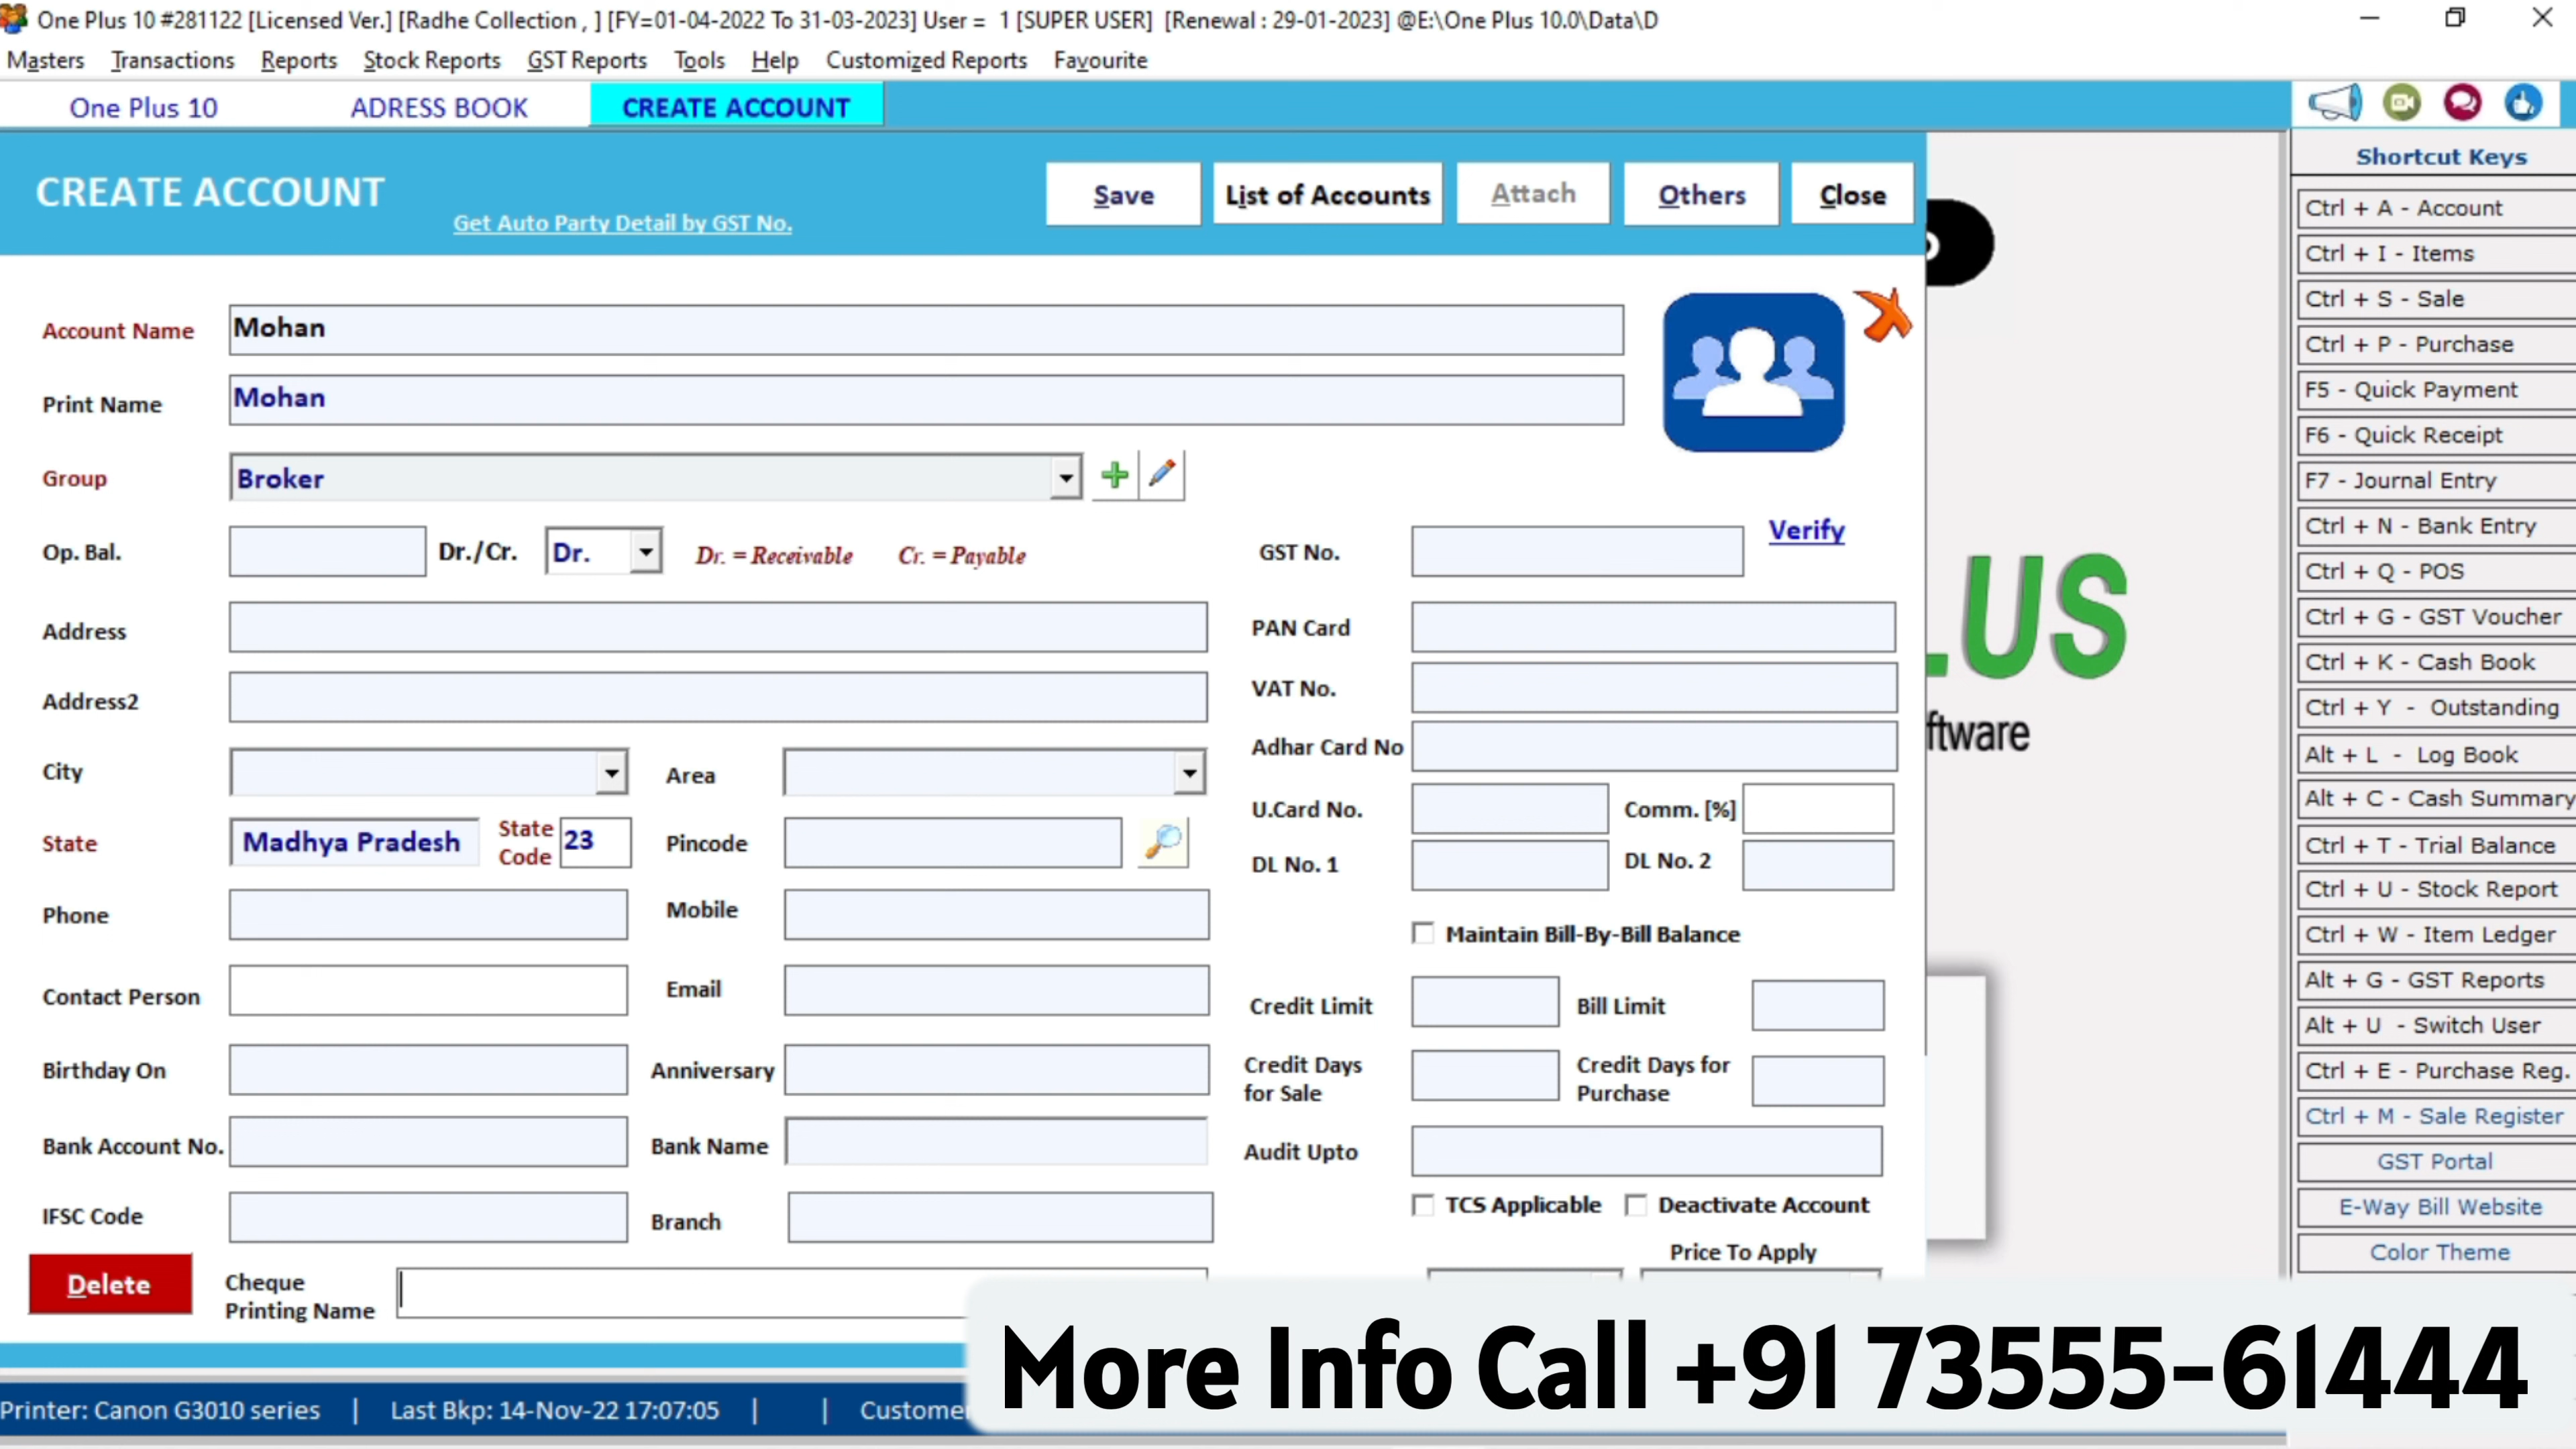 One Plus 10 #281122 [Licensed Ver.] [Radhe Collection , ] [FY=01-04-2022 To 31-03-2023] User = 1 [SUPER USER] [Renewal : 29-01-2023] @E:\One Plus 10.0\Data\D
Masters Transactions Reports Stock Reports GST Reports Tools Help Customized Reports Favourite
One Plus 10 ADRESS BOOK CREATE ACCOUNT
CREATE ACCOUNT
Get Auto Party Detail by GST No.
Save List of Accounts Attach Others Close
Account Name Mohan
Print Name Mohan
Group Broker
Op. Bal. Dr./Cr. Dr. Dr. = Receivable Cr. = Payable
Address
Address2
City Area
State Madhya Pradesh State Code 23 Pincode
Phone Mobile
Contact Person Email
Birthday On Anniversary
Bank Account No. Bank Name
IFSC Code Branch
Delete Cheque Printing Name
GST No. Verify
PAN Card
VAT No.
Adhar Card No
U.Card No. Comm. [%]
DL No. 1 DL No. 2
Maintain Bill-By-Bill Balance
Credit Limit Bill Limit
Credit Days for Sale Credit Days for Purchase
Audit Upto
TCS Applicable Deactivate Account
Price To Apply
LUS
ftware
Shortcut Keys
Ctrl + A - Account
Ctrl + I - Items
Ctrl + S - Sale
Ctrl + P - Purchase
F5 - Quick Payment
F6 - Quick Receipt
F7 - Journal Entry
Ctrl + N - Bank Entry
Ctrl + Q - POS
Ctrl + G - GST Voucher
Ctrl + K - Cash Book
Ctrl + Y - Outstanding
Alt + L - Log Book
Alt + C - Cash Summary
Ctrl + T - Trial Balance
Ctrl + U - Stock Report
Ctrl + W - Item Ledger
Alt + G - GST Reports
Alt + U - Switch User
Ctrl + E - Purchase Reg.
Ctrl + M - Sale Register
GST Portal
E-Way Bill Website
Color Theme
Printer: Canon G3010 series | Last Bkp: 14-Nov-22 17:07:05 | | Custome
More Info Call +91 73555-61444